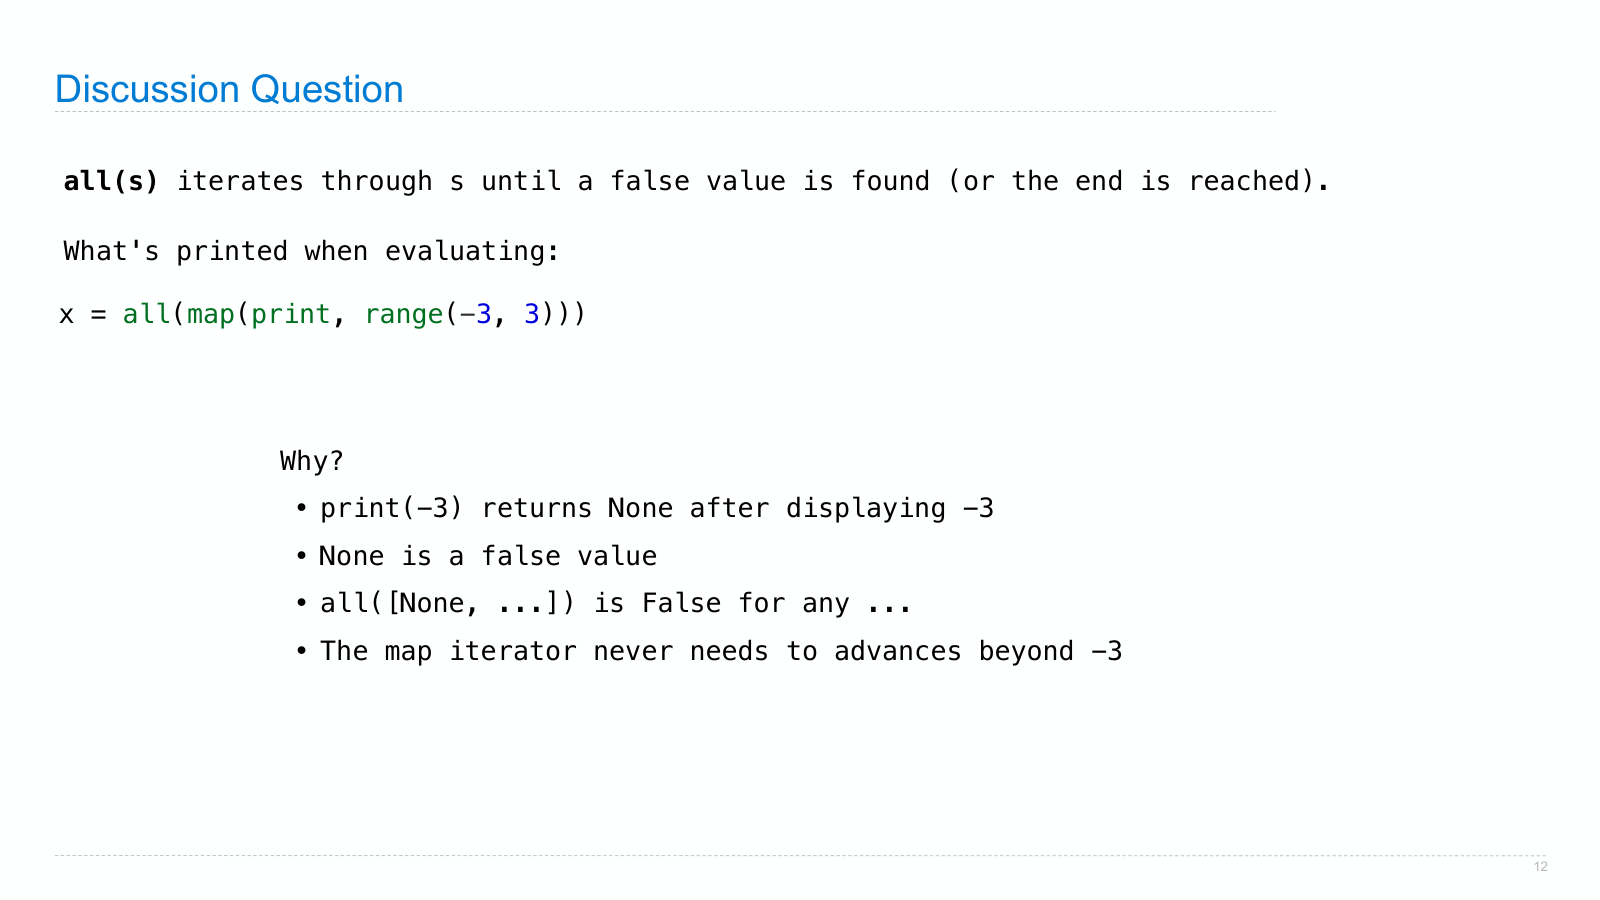 Discussion Question
all(s) iterates through s until a false value is found (or the end is reached).
What's printed when evaluating:
x = all(map(print, range(-3, 3)))
Why?
• print(-3) returns None after displaying -3
• None is a false value
• all([None, ...]) is False for any ...
• The map iterator never needs to advances beyond -3
12